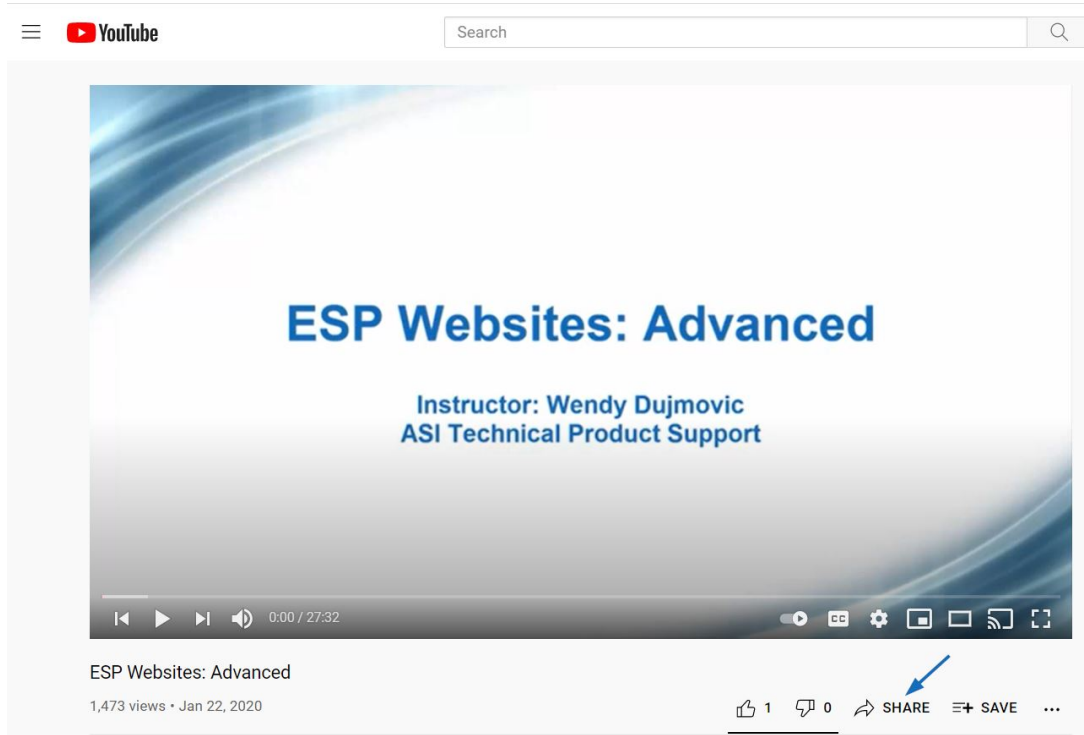 YouTube
Search
ESP Websites: Advanced
Instructor: Wendy Dujmovic
ASI Technical Product Support
0:00 / 27:32
CC
ESP Websites: Advanced
1,473 views • Jan 22, 2020
1 0 SHARE SAVE ...